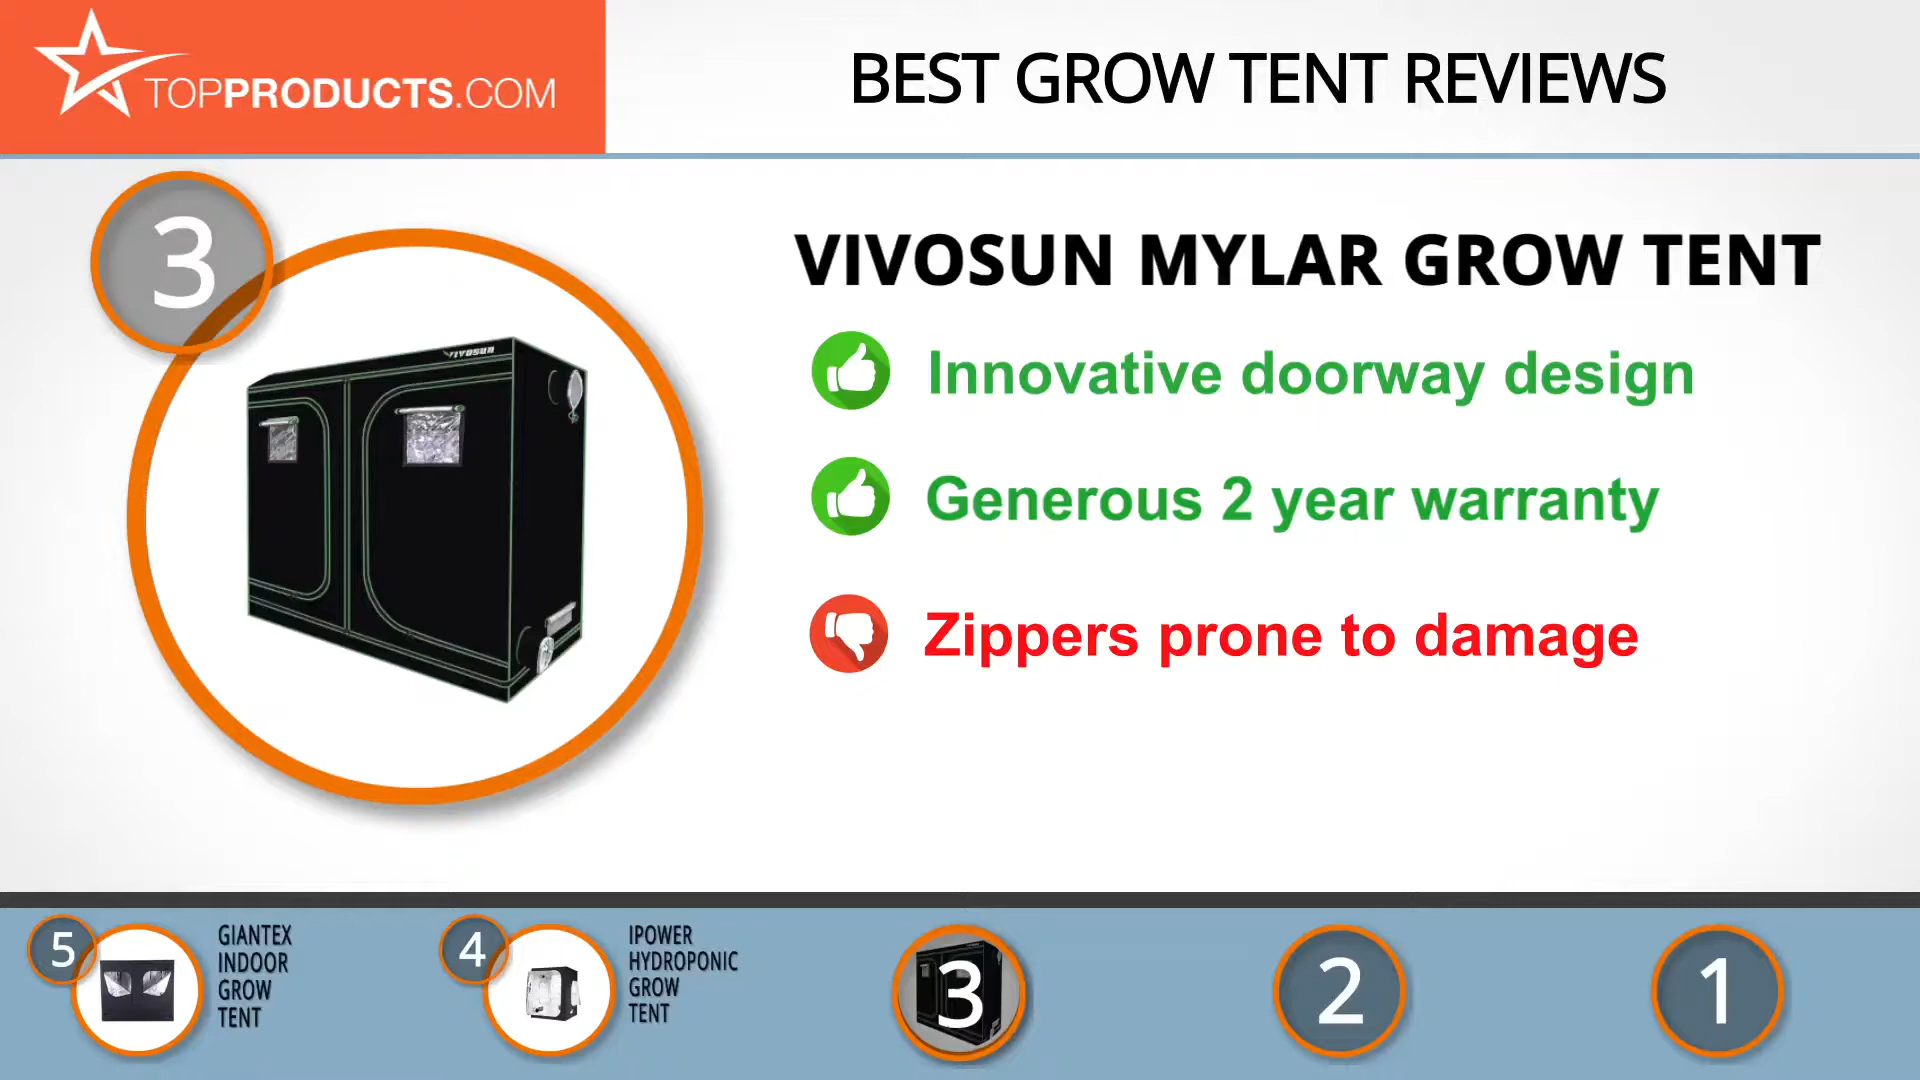 TOPPRODUCTS.COM
BEST GROW TENT REVIEWS
3
VIVOSUN
VIVOSUN MYLAR GROW TENT
Innovative doorway design
Generous 2 year warranty
Zippers prone to damage
5
GIANTEX
INDOOR
GROW
TENT
4
IPOWER
HYDROPONIC
GROW
TENT
3
2
1